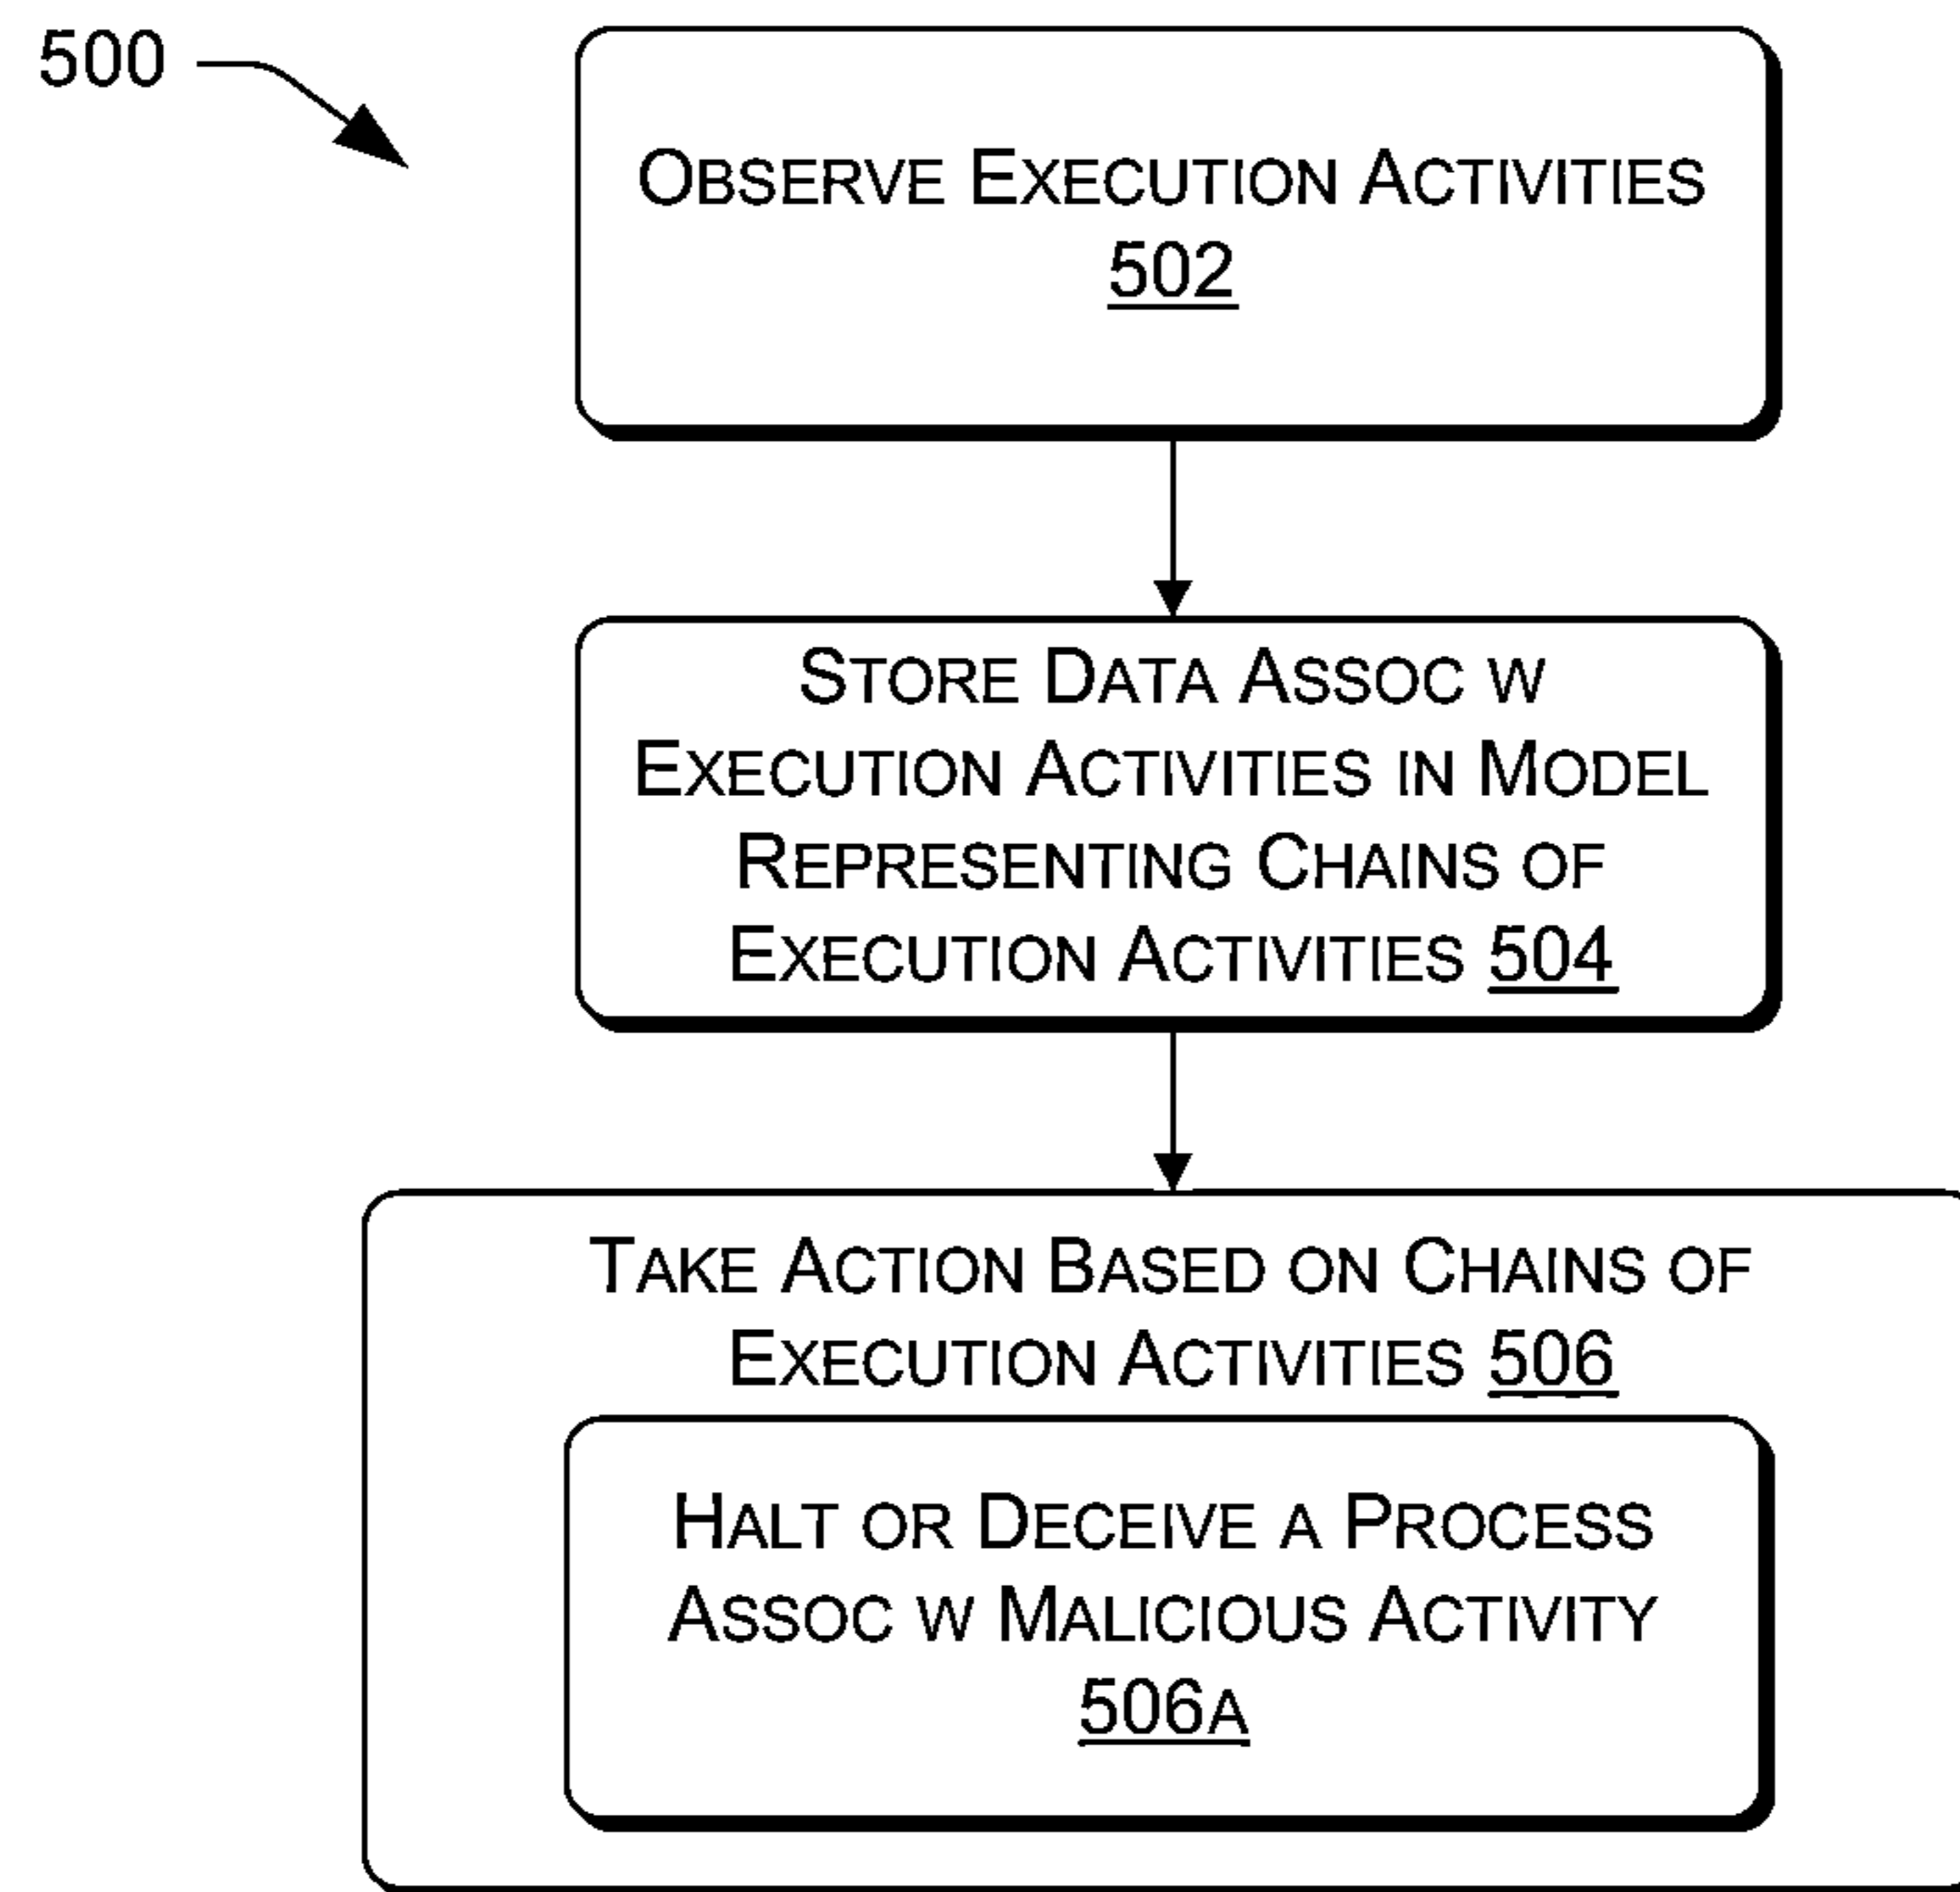 500
OBSERVE EXECUTION ACTIVITIES
502
STORE DATA ASSOC W
EXECUTION ACTIVITIES IN MODEL
REPRESENTING CHAINS OF
EXECUTION ACTIVITIES 504
TAKE ACTION BASED ON CHAINS OF
EXECUTION ACTIVITIES 506
HALT OR DECEIVE A PROCESS
ASSOC W MALICIOUS ACTIVITY
506A